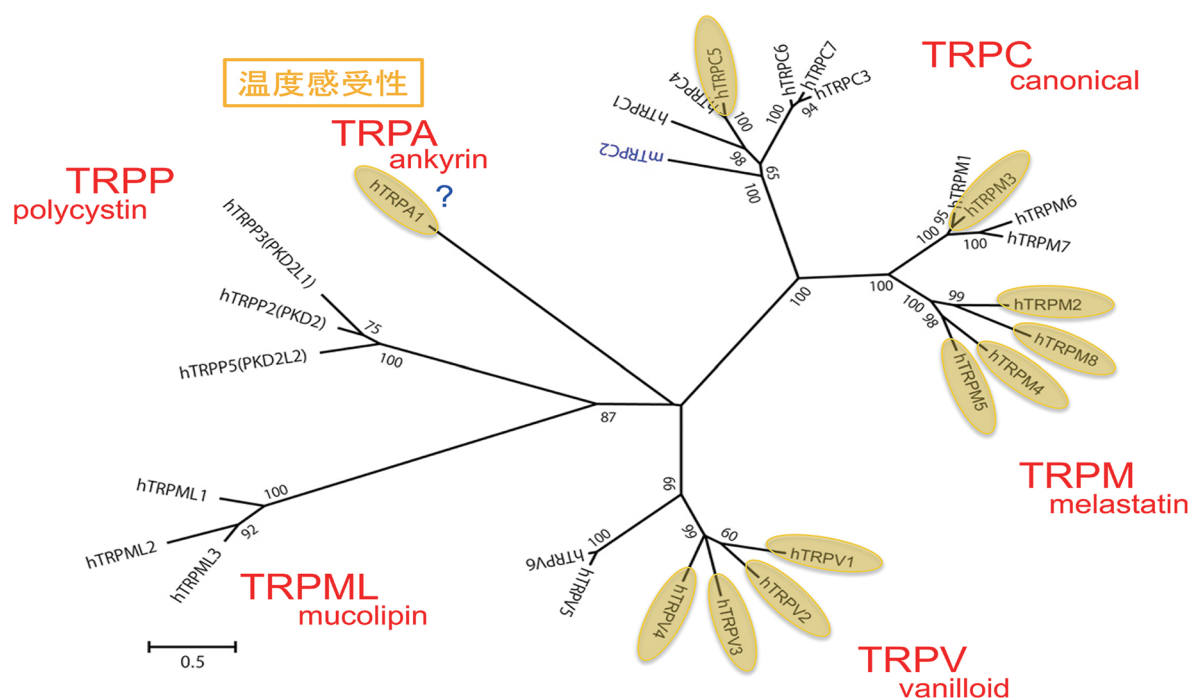 温度感受性
TRPA
ankyrin
?
hTRPA1
TRPP
polycystin
hTRPP3(PKD2L1)
hTRPP2(PKD2)
hTRPP5(PKD2L2)
75
100
87
hTRPML1
hTRPML2
hTRPML3
100
92
TRPML
mucolipin
0.5
TRPC
canonical
hTRPC5
hTRPC4
hTRPC1
mTRPC2
hTRPC6
hTRPC7
hTRPC3
100
98
100
94
65
100
100
100
hTRPM1
hTRPM3
hTRPM6
hTRPM7
95
100
100
hTRPM2
hTRPM8
hTRPM4
hTRPM5
100
99
98
TRPM
melastatin
99
100
hTRPV6
hTRPV5
99
60
hTRPV1
hTRPV2
hTRPV3
hTRPV4
TRPV
vanilloid